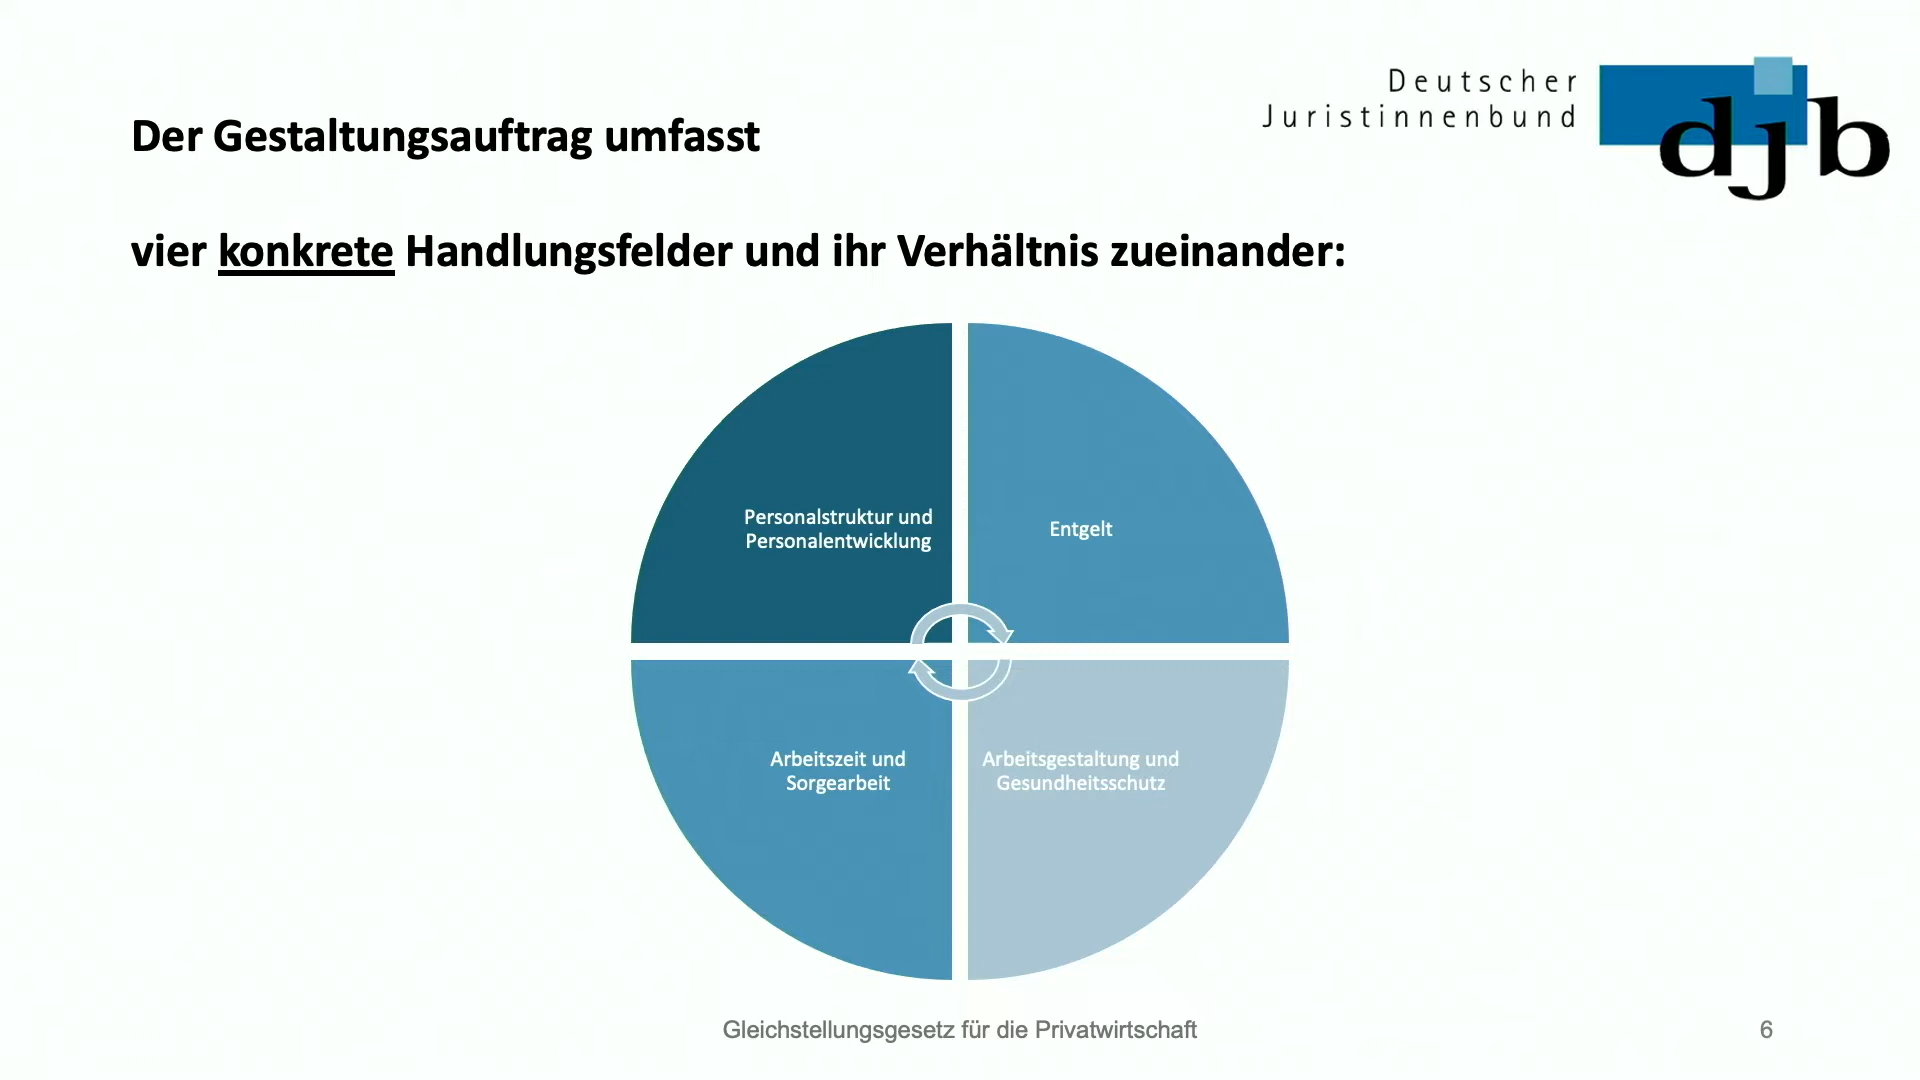 Deutscher
Juristinnenbund
djb
Der Gestaltungsauftrag umfasst
vier konkrete Handlungsfelder und ihr Verhältnis zueinander:
Personalstruktur und
Personalentwicklung
Entgelt
Arbeitszeit und
Sorgearbeit
Arbeitsgestaltung und
Gesundheitsschutz
Gleichstellungsgesetz für die Privatwirtschaft
6